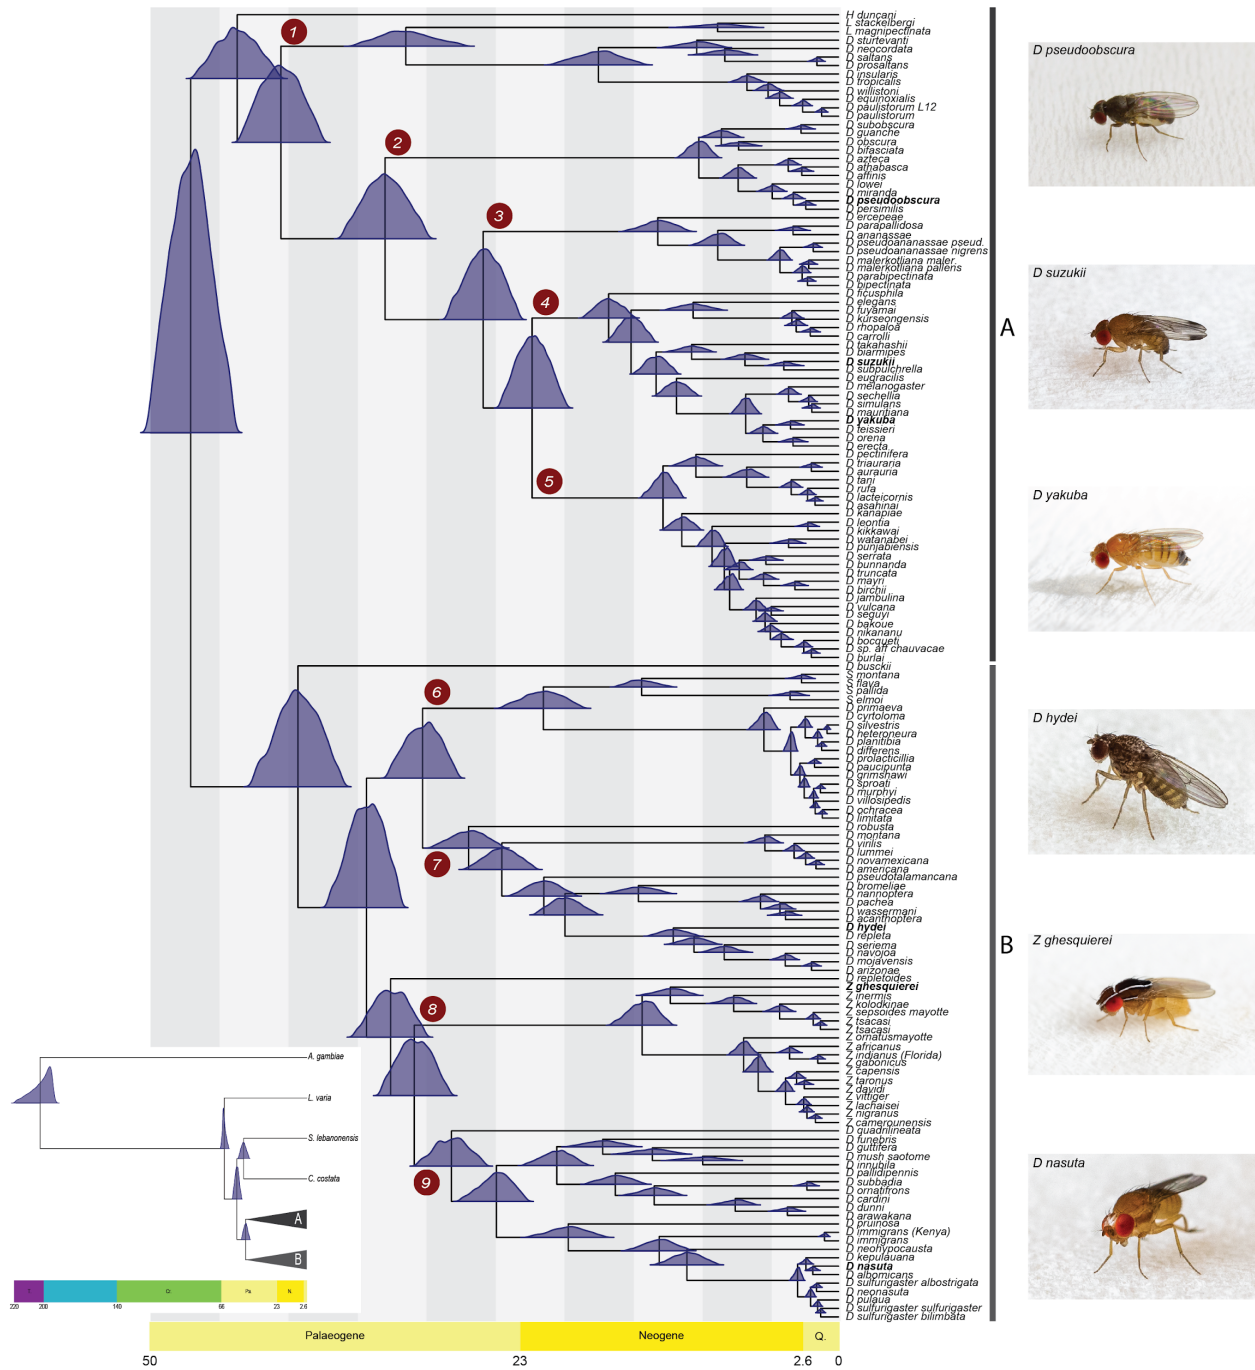 H duncani
L stackelbergi
L magnipectinata
D sturtevanti
D neocordata
D saltans
D prosaltans
D insularis
D tropicalis
D willistoni
D equinoxialis
D paulistorum L12
D paulistorum
D subobscura
D guanche
D obscura
D bifasciata
D azteca
D athabasca
D affinis
D lowei
D miranda
D pseudoobscura
D persimilis
D ercepeae
D parapallidosa
D ananassae
D pseudoananassae pseud.
D pseudoananassae nigrens
D malerkotliana maler.
D malerkotliana pallens
D parabipectinata
D bipectinata
D ficusphila
D elegans
D fuyamai
D kurseongensis
D rhopaloa
D carrolli
D takahashii
D biarmipes
D suzukii
D subpulchrella
D eugracilis
D melanogaster
D sechellia
D simulans
D mauritiana
D yakuba
D teissieri
D orena
D erecta
D pectinifera
D triauraria
D aurauria
D tani
D rufa
D lacteicornis
D asahinai
D kanapiae
D leontia
D kikkawai
D watanabei
D punjabiensis
D serrata
D bunnanda
D truncata
D mayri
D birchii
D jambulina
D vulcana
D seguyi
D bakoue
D nikananu
D bocqueti
D sp. aff chauvacae
D burlai
D busckii
S montana
S flava
S pallida
S elmoi
D primaeva
D cyrtoloma
D silvestris
D heteroneura
D planitibia
D differens
D prolacticillia
D paucipunta
D grimshawi
D sproati
D murphyi
D villosipedis
D ochracea
D limitata
D robusta
D montana
D virilis
D lummei
D novamexicana
D americana
D pseudotalamancana
D bromeliae
D nannoptera
D pachea
D wassermani
D acanthoptera
D hydei
D repleta
D seriema
D navojoa
D mojavensis
D arizonae
D repletoides
Z ghesquierei
Z inermis
Z kolodkinae
Z sepsoides mayotte
Z tsacasi
Z tsacasi
Z ornatusmayotte
Z africanus
Z indianus (Florida)
Z gabonicus
Z capensis
Z taronus
Z davidi
Z vittiger
Z lachaisei
Z nigranus
Z camerounensis
D quadrilineata
D funebris
D guttifera
D mush saotome
D innubila
D pallidipennis
D subbadia
D ornatifrons
D cardini
D dunni
D arawakana
D pruinosa
D immigrans (Kenya)
D immigrans
D neohypocausta
D kepulauana
D nasuta
D albomicans
D sulfurigaster albostrigata
D neonasuta
D pulaua
D sulfurigaster sulfurigaster
D sulfurigaster bilimbata
1
2
3
4
5
6
7
8
9
A
B
D pseudoobscura
D suzukii
D yakuba
D hydei
Z ghesquierei
D nasuta
A. gambiae
L. varia
S. lebanonensis
C. costata
A
B
Cr
Pa
N.
220
200
140
66
23
2.6
Palaeogene
Neogene
Q.
50
23
2.6
0